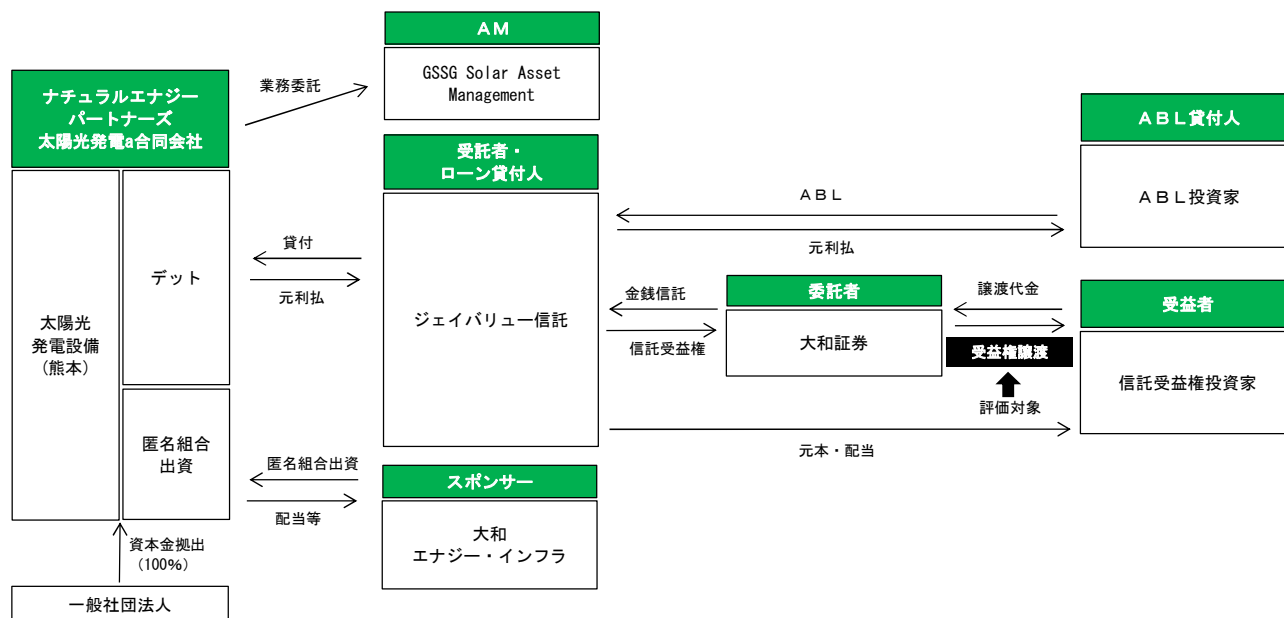 ナチュラルエナジー
パートナーズ
太陽光発電a合同会社
太陽光
発電設備
(熊本)
デット
匿名組合
出資
資本金拠出
(100%)
一般社団法人
業務委託
貸付
元利払
匿名組合出資
配当等
AM
GSSG Solar Asset
Management
受託者・
ローン貸付人
ジェイバリュー信託
スポンサー
大和
エナジー・インフラ
ABL
元利払
金銭信託
信託受益権
委託者
大和証券
譲渡代金
受益権譲渡
評価対象
元本・配当
ABL貸付人
ABL投資家
受益者
信託受益権投資家